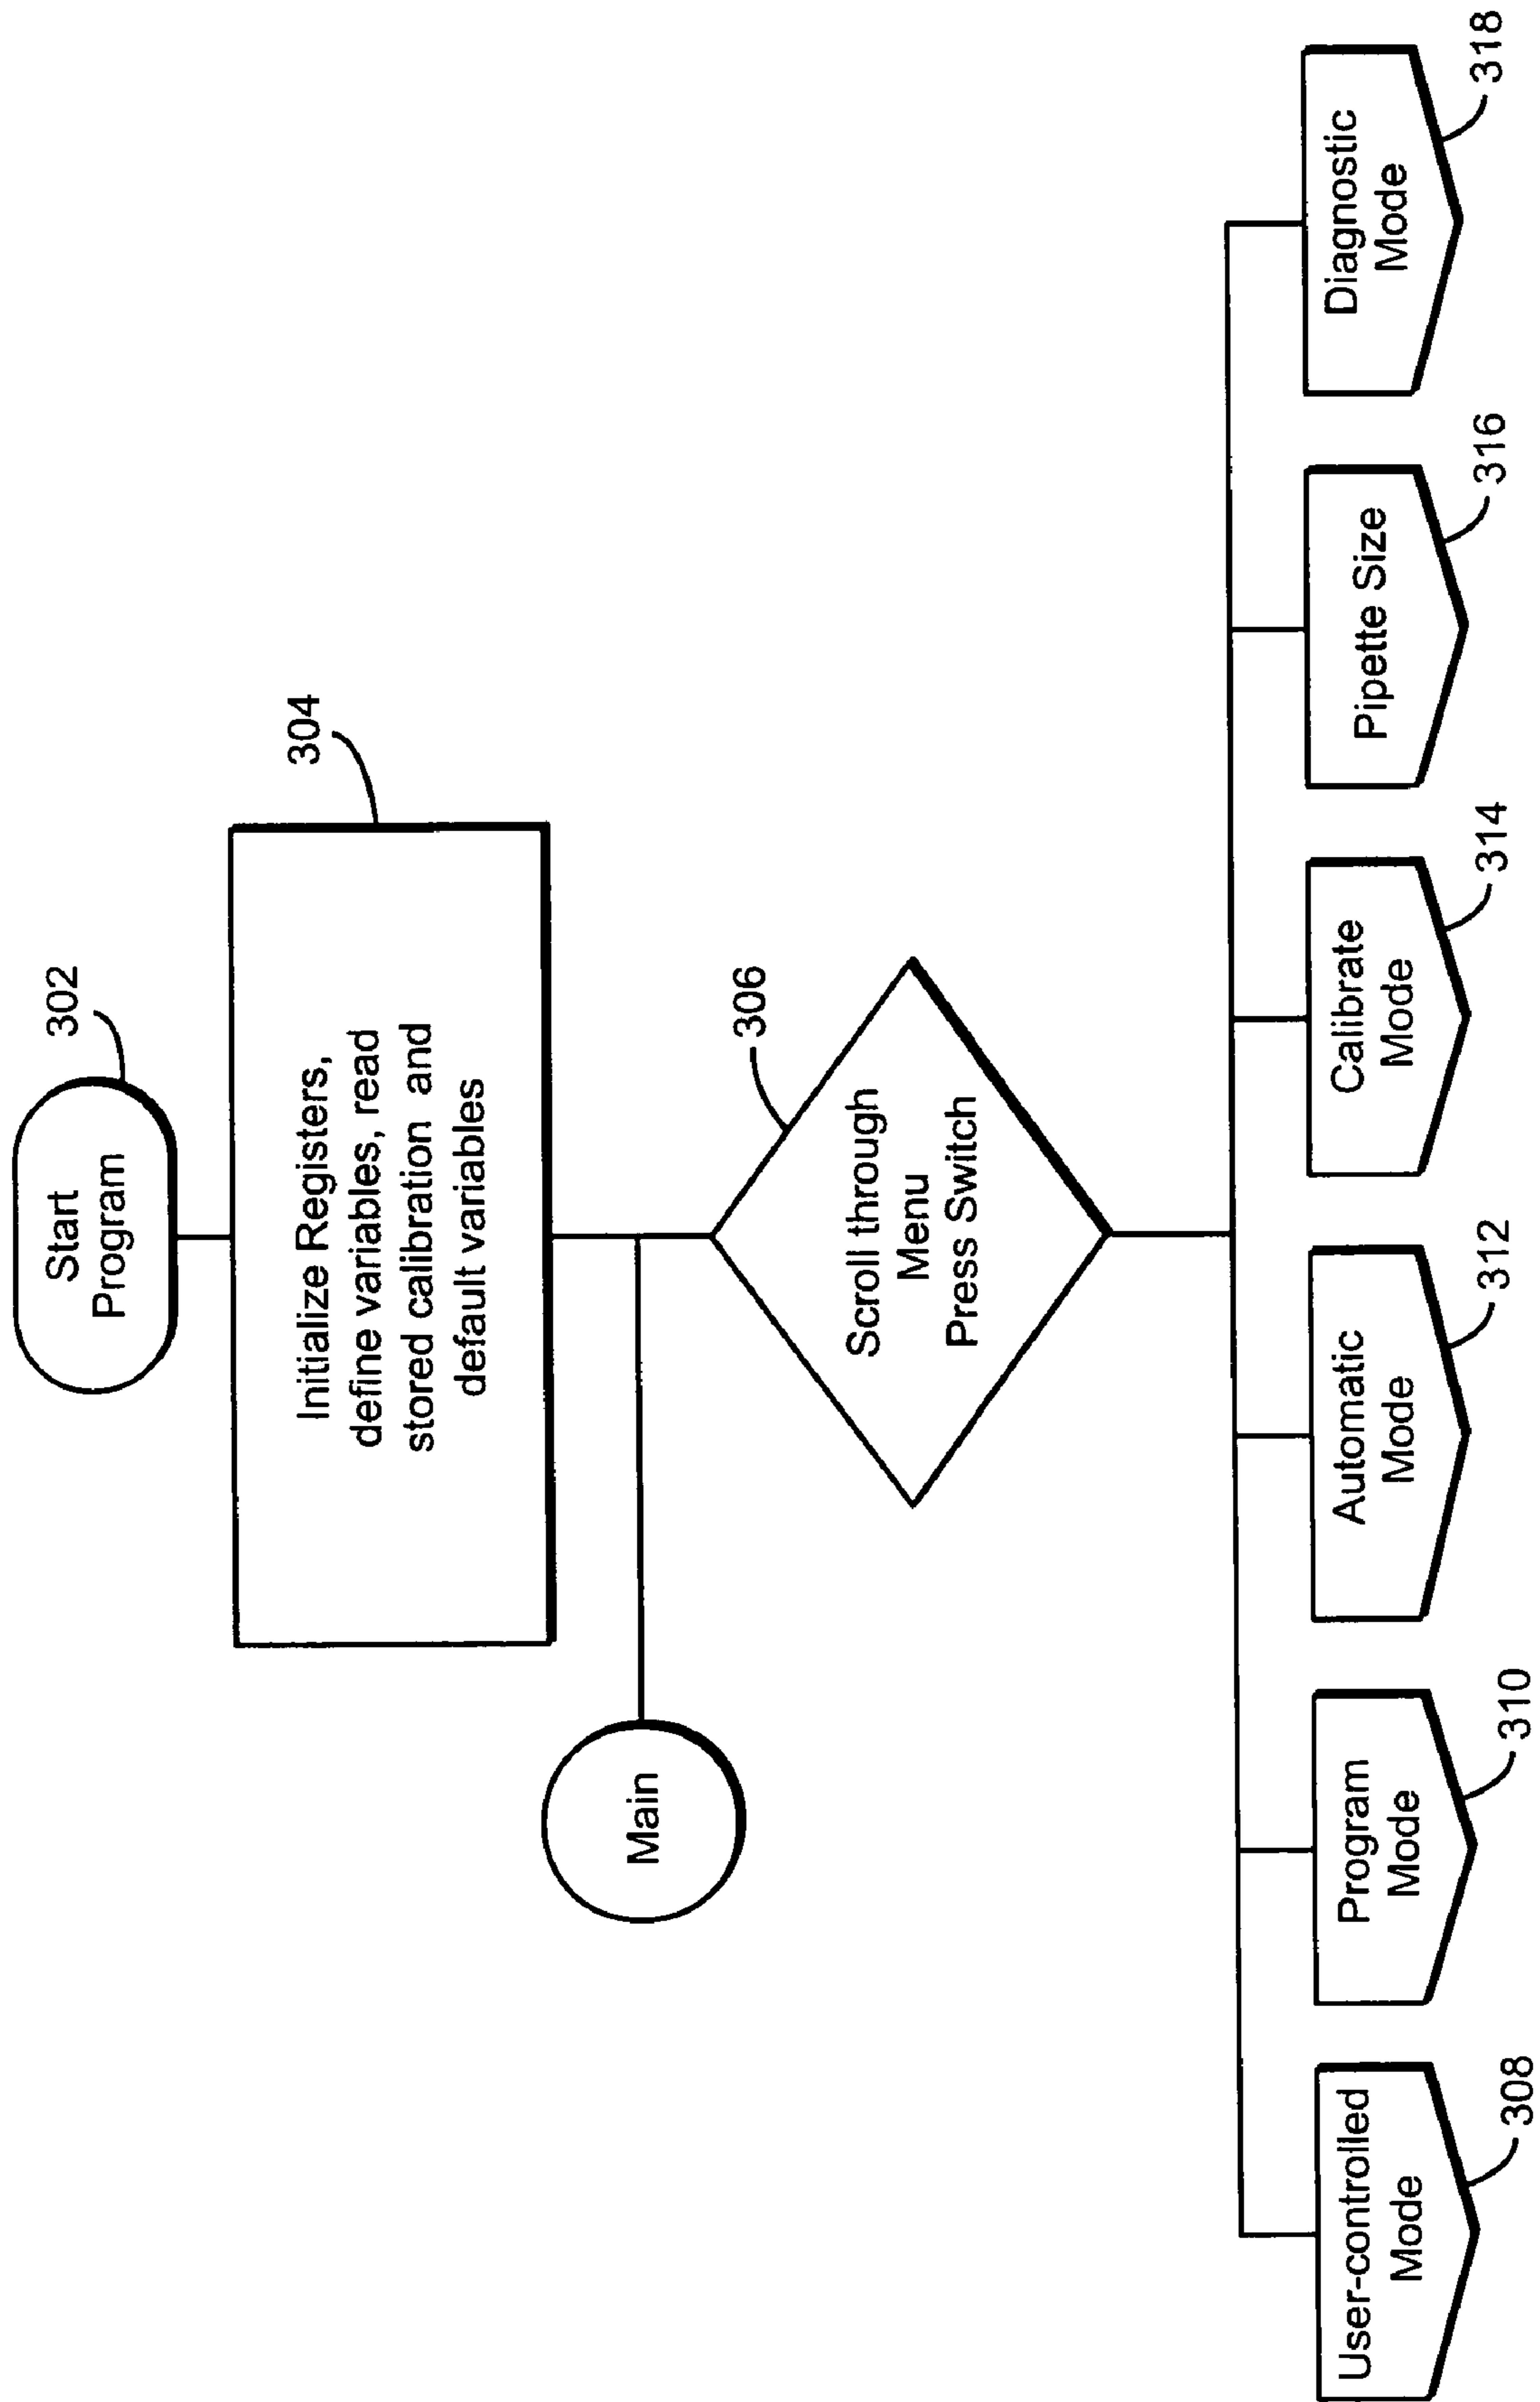 Start
Program
302
Initialize Registers,
define variables, read
stored calibration and
default variables
304
Main
Scroll through
Menu
Press Switch
306
User-controlled
Mode
308
Program
Mode
310
Automatic
Mode
312
Calibrate
Mode
314
Pipette Size
316
Diagnostic
Mode
318